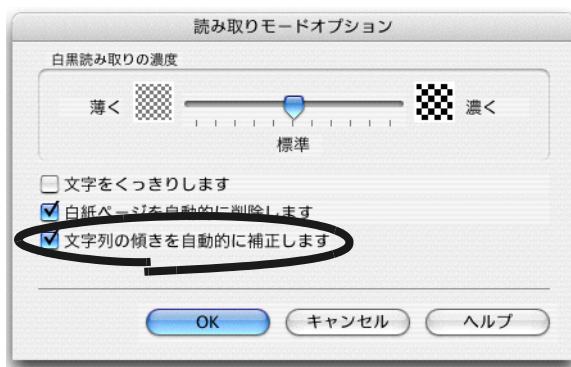 読み取りモードオプション
白黒読み取りの濃度
薄く 濃く
標準
文字をくっきりします
白紙ページを自動的に削除します
文字列の傾きを自動的に補正します
OK キャンセル ヘルプ